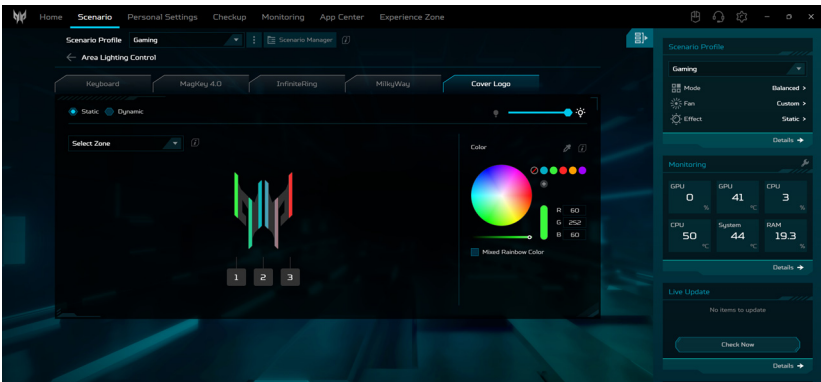 Home Scenario Personal Settings Checkup Monitoring App Center Experience Zone
Scenario Profile Gaming Scenario Manager
Area Lighting Control
Keyboard MagKey 4.0 InfiniteRing MilkyWay Cover Logo
Static Dynamic
Select Zone
1 2 3
Color
R 60
G 252
B 60
Mixed Rainbow Color
Scenario Profile
Gaming
Mode Balanced >
Fan Custom >
Effect Static >
Details
Monitoring
GPU GPU CPU
0 % 41 °C 3 %
CPU System RAM
50 °C 44 °C 19.3 %
Details
Live Update
No items to update
Check Now
Details